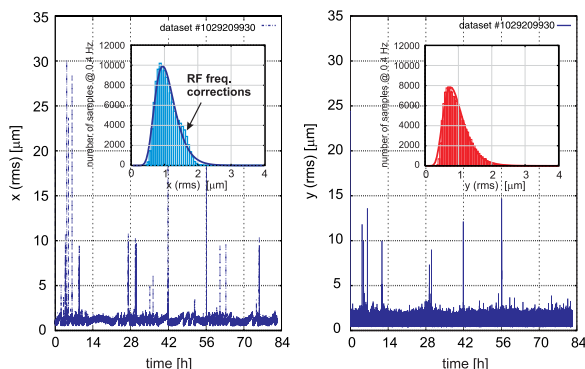 dataset #1029209930
35
30
25
20
15
10
5
0
x (rms) [μm]
0 14 28 42 56 70 84
time [h]
number of samples @ 0.4 Hz
12000
10000
8000
6000
4000
2000
0
0 1 2 3 4
x (rms) [μm]
RF freq.
corrections
dataset #1029209930
35
30
25
20
15
10
5
0
y (rms) [μm]
0 14 28 42 56 70 84
time [h]
number of samples @ 0.4 Hz
12000
10000
8000
6000
4000
2000
0
0 1 2 3 4
y (rms) [μm]